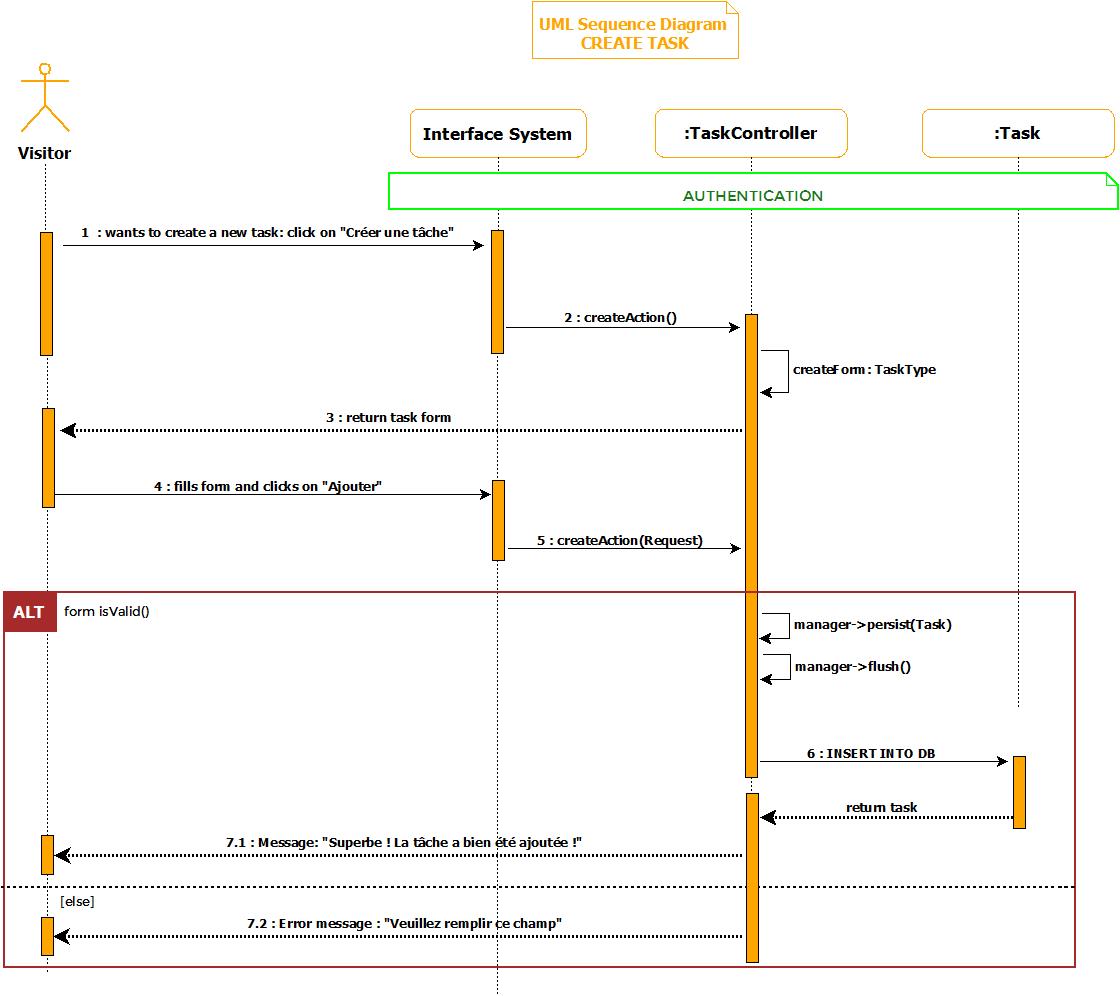 UML Sequence Diagram
CREATE TASK
Visitor
Interface System
:TaskController
:Task
AUTHENTICATION
1 : wants to create a new task: click on "Créer une tâche"
2 : createAction()
createForm: TaskType
3 : return task form
4 : fills form and clicks on "Ajouter"
5 : createAction(Request)
ALT
form isValid()
manager->persist(Task)
manager->flush()
6 : INSERT INTO DB
return task
7.1 : Message: "Superbe ! La tâche a bien été ajoutée !"
[else]
7.2 : Error message : "Veuillez remplir ce champ"